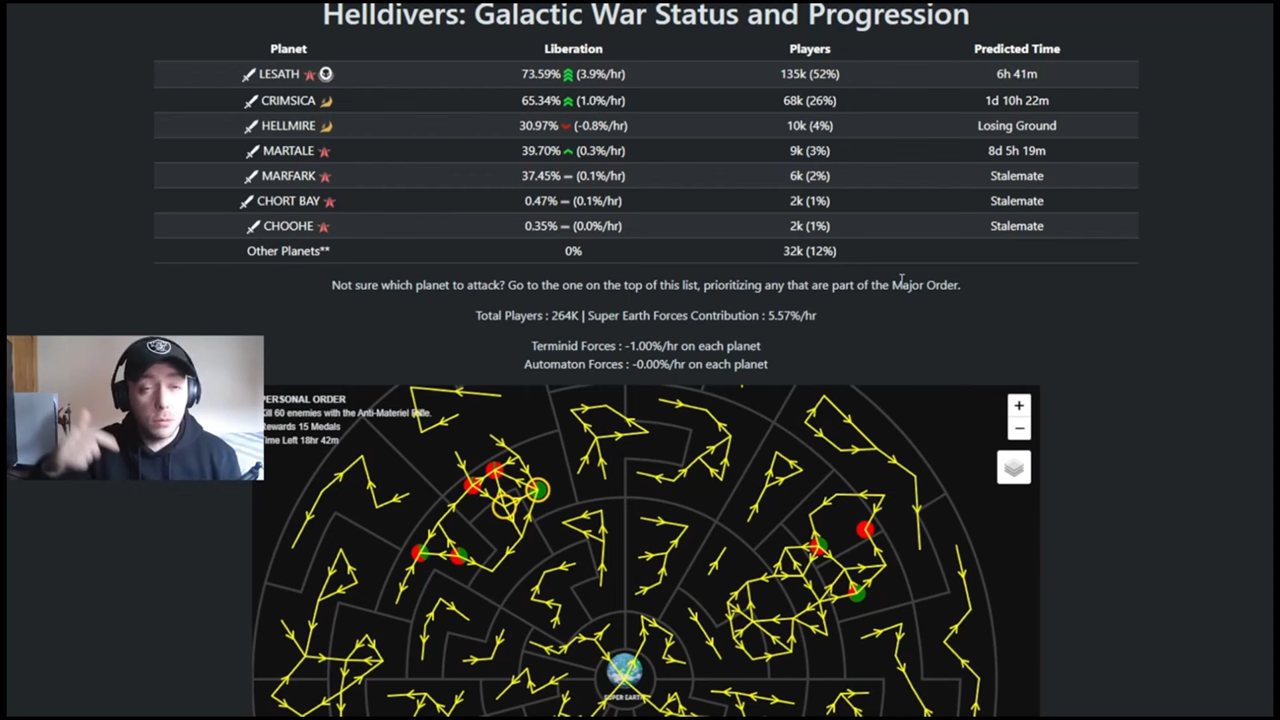 Helldivers: Galactic War Status and Progression
Planet Liberation Players Predicted Time
LESATH 73.59% (3.9%/hr) 135k (52%) 6h 41m
CRIMSICA 65.34% (1.0%/hr) 68k (26%) 1d 10h 22m
HELLMIRE 30.97% (-0.8%/hr) 10k (4%) Losing Ground
MARTALE 39.70% (0.3%/hr) 9k (3%) 8d 5h 19m
MARFARK 37.45% (0.1%/hr) 6k (2%) Stalemate
CHORT BAY 0.47% (0.1%/hr) 2k (1%) Stalemate
CHOOHE 0.35% (0.0%/hr) 2k (1%) Stalemate
Other Planets** 0% 32k (12%)
Not sure which planet to attack? Go to the one on the top of this list, prioritizing any that are part of the Major Order.
Total Players : 264K | Super Earth Forces Contribution : 5.57%/hr
Terminid Forces : -1.00%/hr on each planet
Automaton Forces : -0.00%/hr on each planet
PERSONAL ORDER
Kill 60 enemies with the Anti-Materiel Rifle.
Rewards 15 Medals
Time Left 18hr 42m
+
−
SUPER EARTH